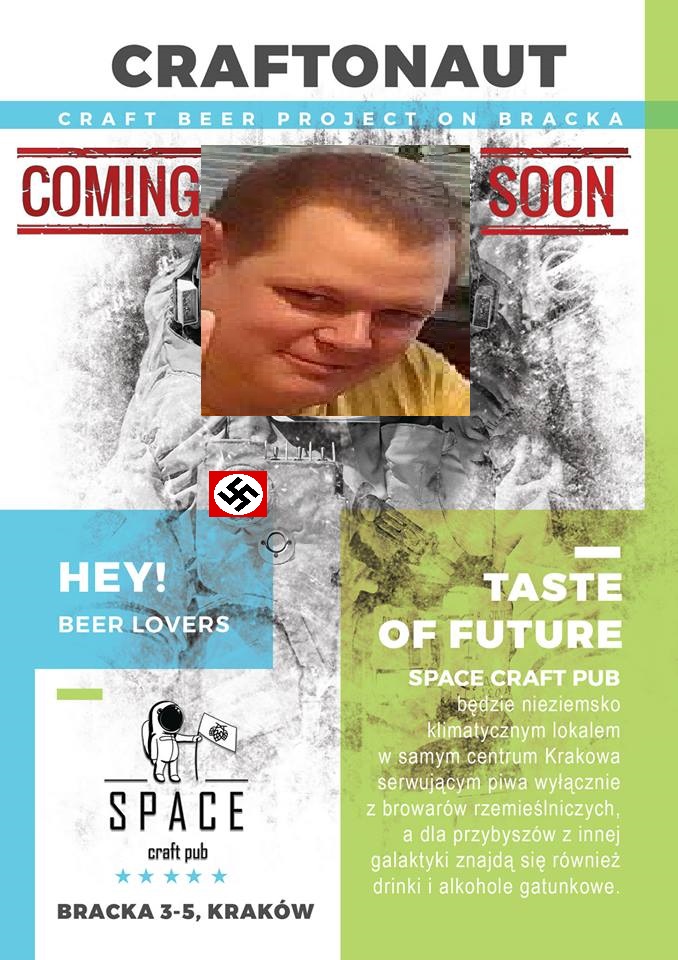 CRAFTONAUT
CRAFT BEER PROJECT ON BRACKA
COMING SOON
HEY!
BEER LOVERS
TASTE
OF FUTURE
SPACE CRAFT PUB
będzie nieziemsko
klimatycznym lokalem
w samym centrum Krakowa
serwującym piwa wyłącznie
z browarów rzemieślniczych,
a dla przybyszów z innej
galaktyki znajdą się również
drinki i alkohole gatunkowe.
SPACE
craft pub
BRACKA 3-5, KRAKÓW